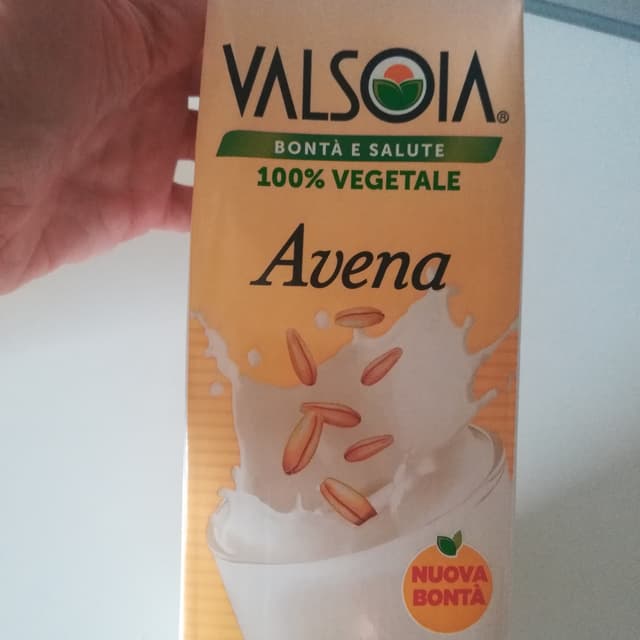 VALSOIA®
BONTÀ E SALUTE
100% VEGETALE
Avena
NUOVA
BONTÀ